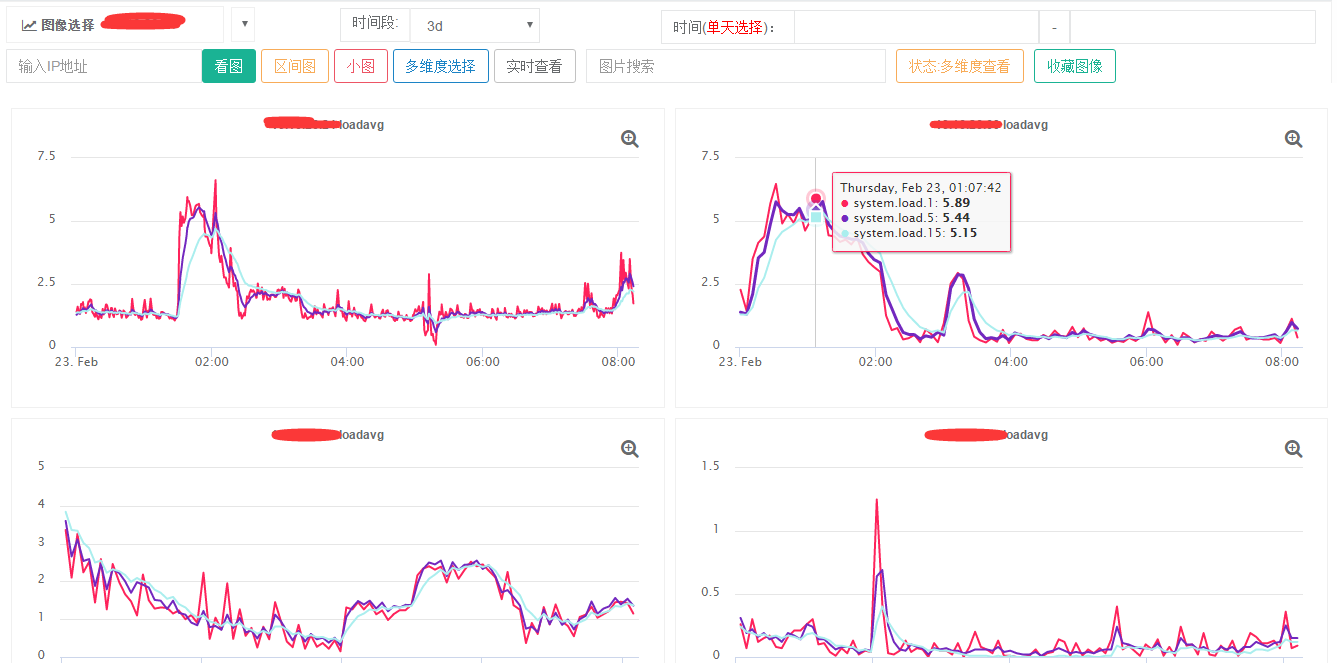 图像选择
▼
时间段:
3d
时间(单天选择)：
-
输入IP地址
看图
区间图
小图
多维度选择
实时查看
图片搜索
状态:多维度查看
收藏图像
loadavg
7.5
5
2.5
0
23. Feb
02:00
04:00
06:00
08:00
loadavg
7.5
5
2.5
0
23. Feb
02:00
04:00
06:00
08:00
Thursday, Feb 23, 01:07:42
system.load.1: 5.89
system.load.5: 5.44
system.load.15: 5.15
loadavg
5
4
3
2
1
0
loadavg
1.5
1
0.5
0